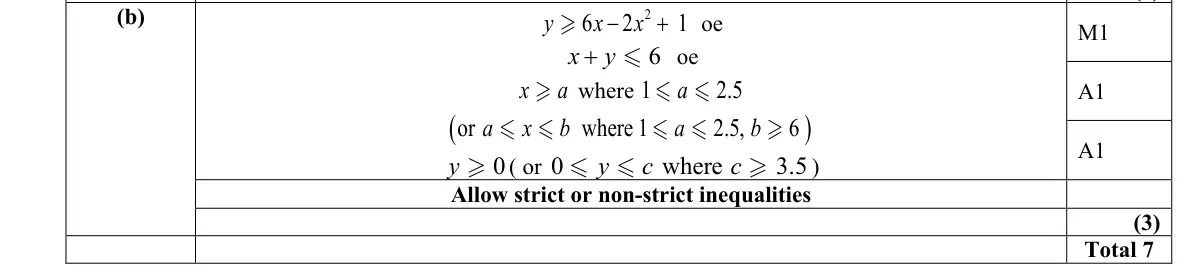 (b)
y ⩾ 6x − 2x² + 1 oe
M1
x + y ⩽ 6 oe
x ⩾ a where 1 ⩽ a ⩽ 2.5
A1
(or a ⩽ x ⩽ b where 1 ⩽ a ⩽ 2.5, b ⩾ 6)
A1
y ⩾ 0 ( or 0 ⩽ y ⩽ c where c ⩾ 3.5 )
Allow strict or non-strict inequalities
(3)
Total 7